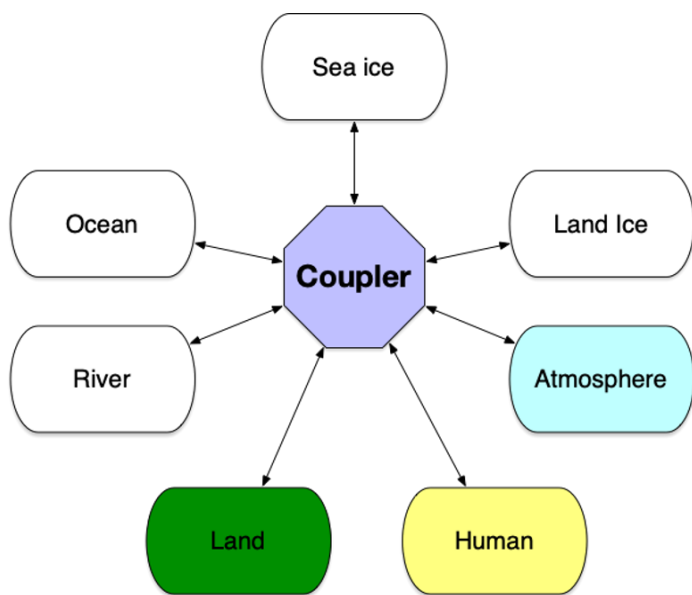 Sea ice
Ocean
Land Ice
Coupler
River
Atmosphere
Land
Human